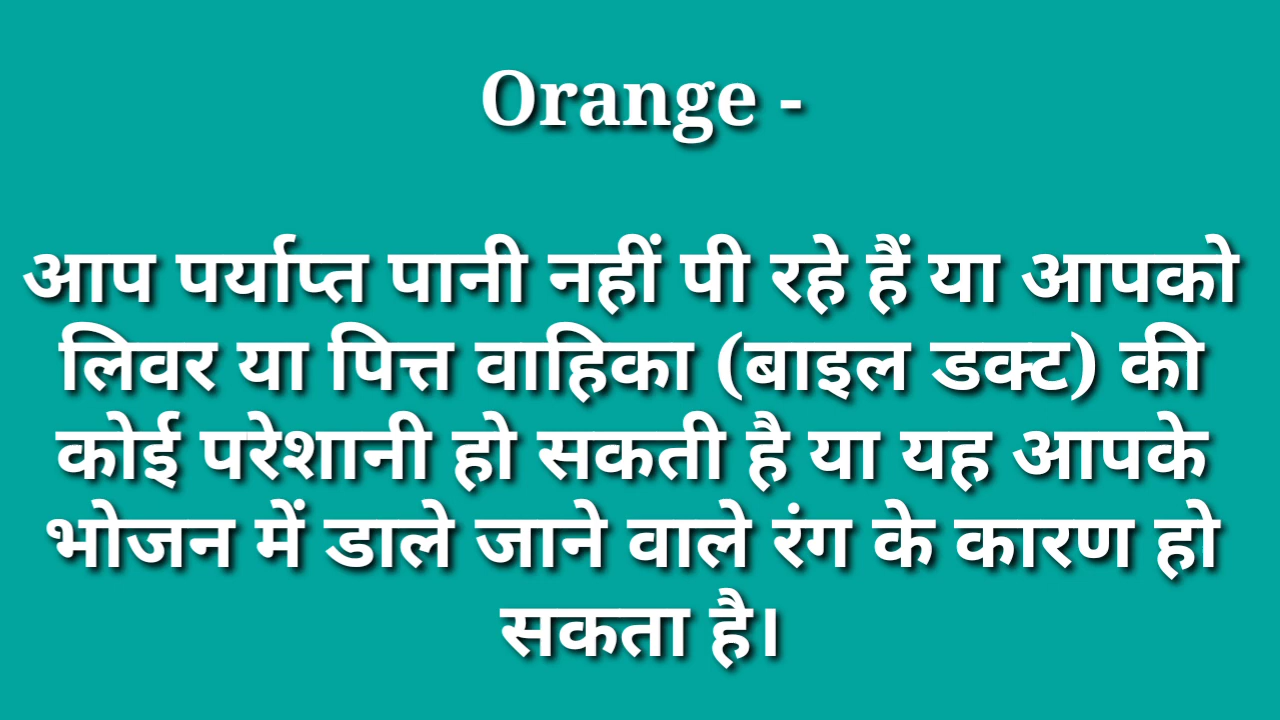 Orange -
आप पर्याप्त पानी नहीं पी रहे हैं या आपको
लिवर या पित्त वाहिका (बाइल डक्ट) की
कोई परेशानी हो सकती है या यह आपके
भोजन में डाले जाने वाले रंग के कारण हो
सकता है।